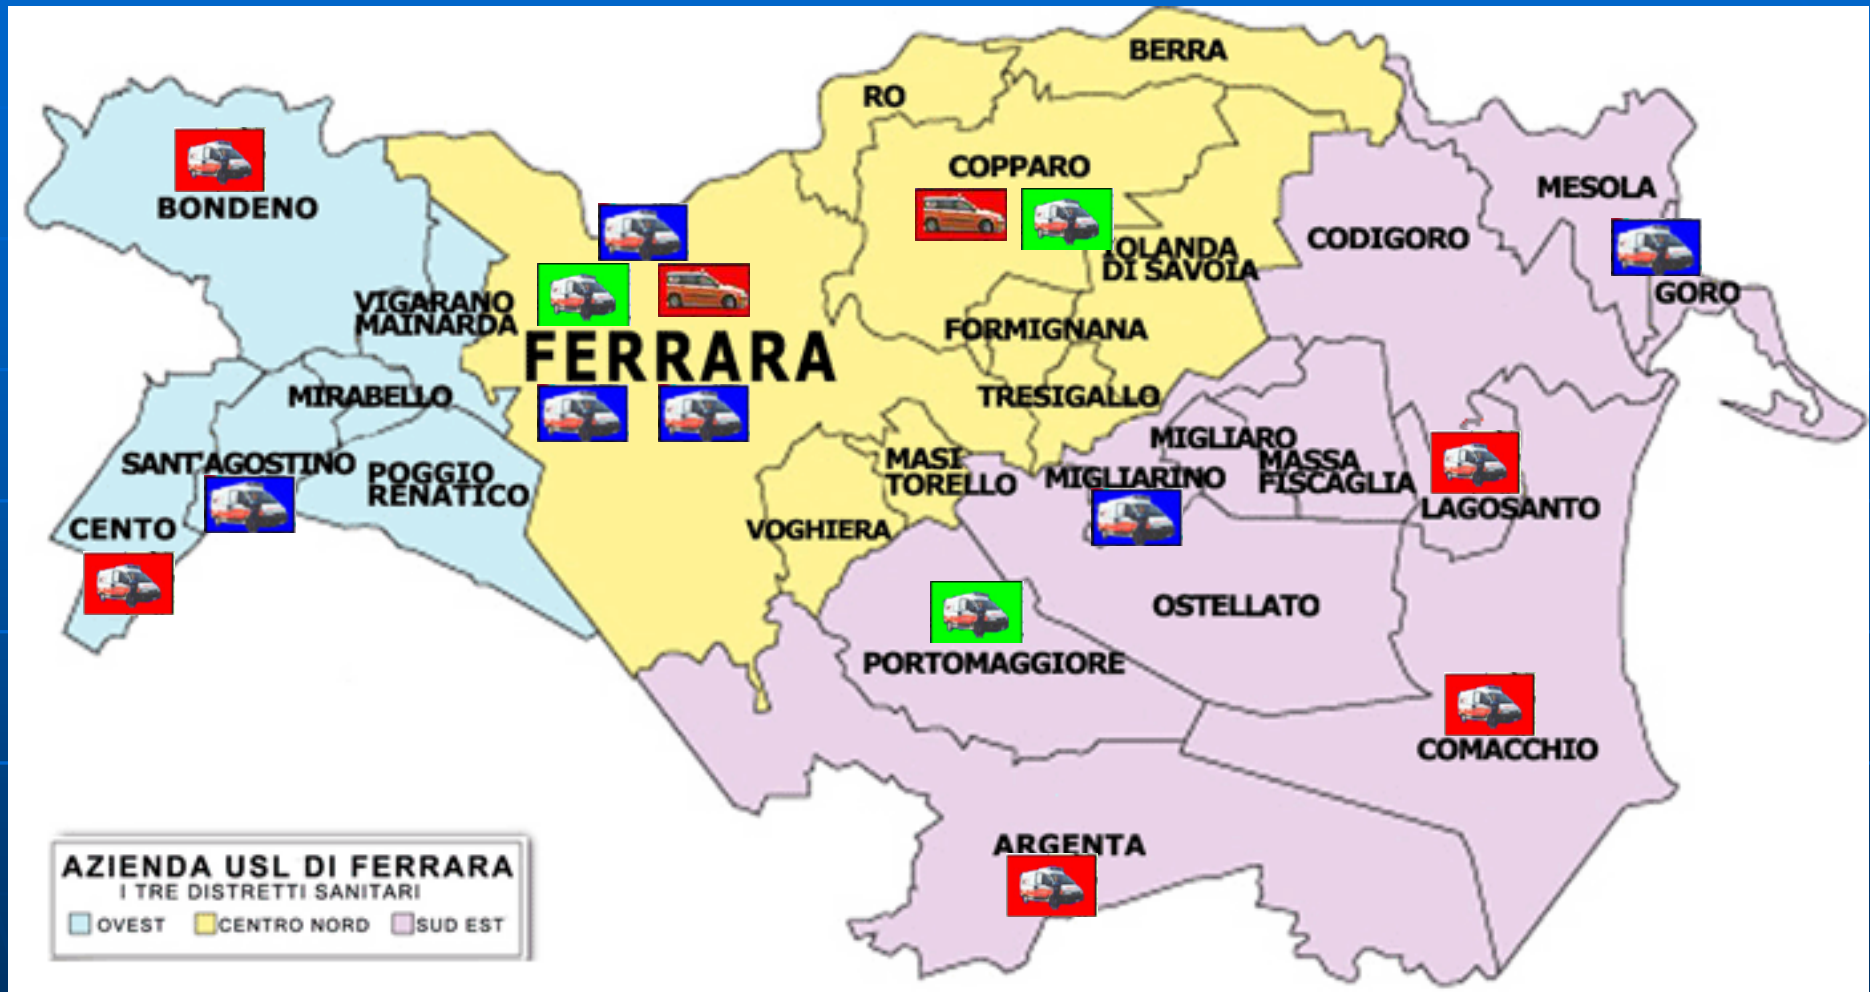 BERRA
RO
COPPARO
MESOLA
BONDENO
CODIGORO
IOLANDA
DI SAVOIA
GORO
VIGARANO
MAINARDA
FORMIGNANA
FERRARA
MIRABELLO
TRESIGALLO
MIGLIARO
SANT'AGOSTINO
POGGIO
RENATICO
MASI
TORELLO
MIGLIARINO
MASSA
FISCAGLIA
LAGOSANTO
CENTO
VOGHIERA
OSTELLATO
PORTOMAGGIORE
COMACCHIO
ARGENTA
AZIENDA USL DI FERRARA
I TRE DISTRETTI SANITARI
OVEST CENTRO NORD SUD EST